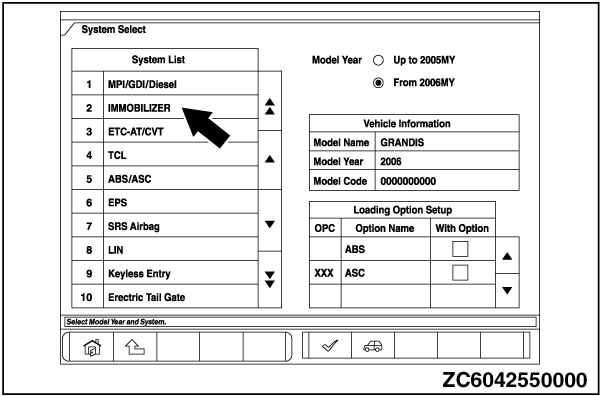 System Select
System List
1 MPI/GDI/Diesel
2 IMMOBILIZER
3 ETC-AT/CVT
4 TCL
5 ABS/ASC
6 EPS
7 SRS Airbag
8 LIN
9 Keyless Entry
10 Erectric Tail Gate
Model Year Up to 2005MY
From 2006MY
Vehicle Information
Model Name GRANDIS
Model Year 2006
Model Code 0000000000
Loading Option Setup
OPC Option Name With Option
ABS
XXX ASC
Select Model Year and System.
ZC6042550000